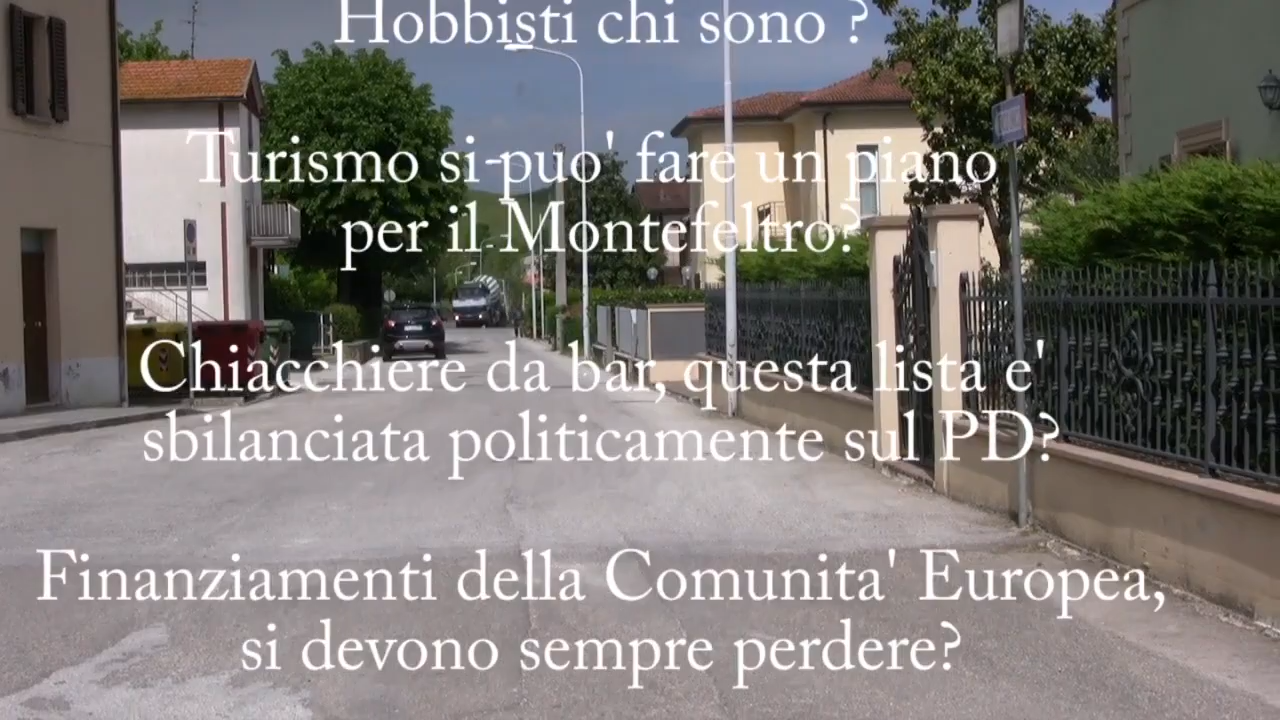 Hobbisti chi sono ?
Turismo si puo' fare un piano
per il Montefeltro?
Chiacchiere da bar, questa lista e'
sbilanciata politicamente sul PD?
Finanziamenti della Comunita' Europea,
si devono sempre perdere?